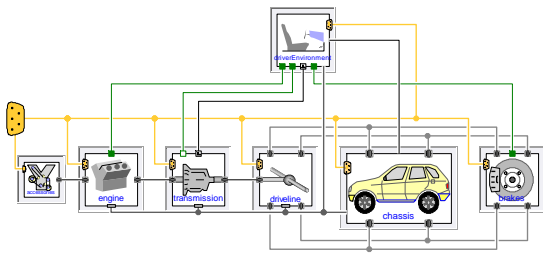 driverEnvironment
accessories
engine
transmission
driveline
chassis
brakes